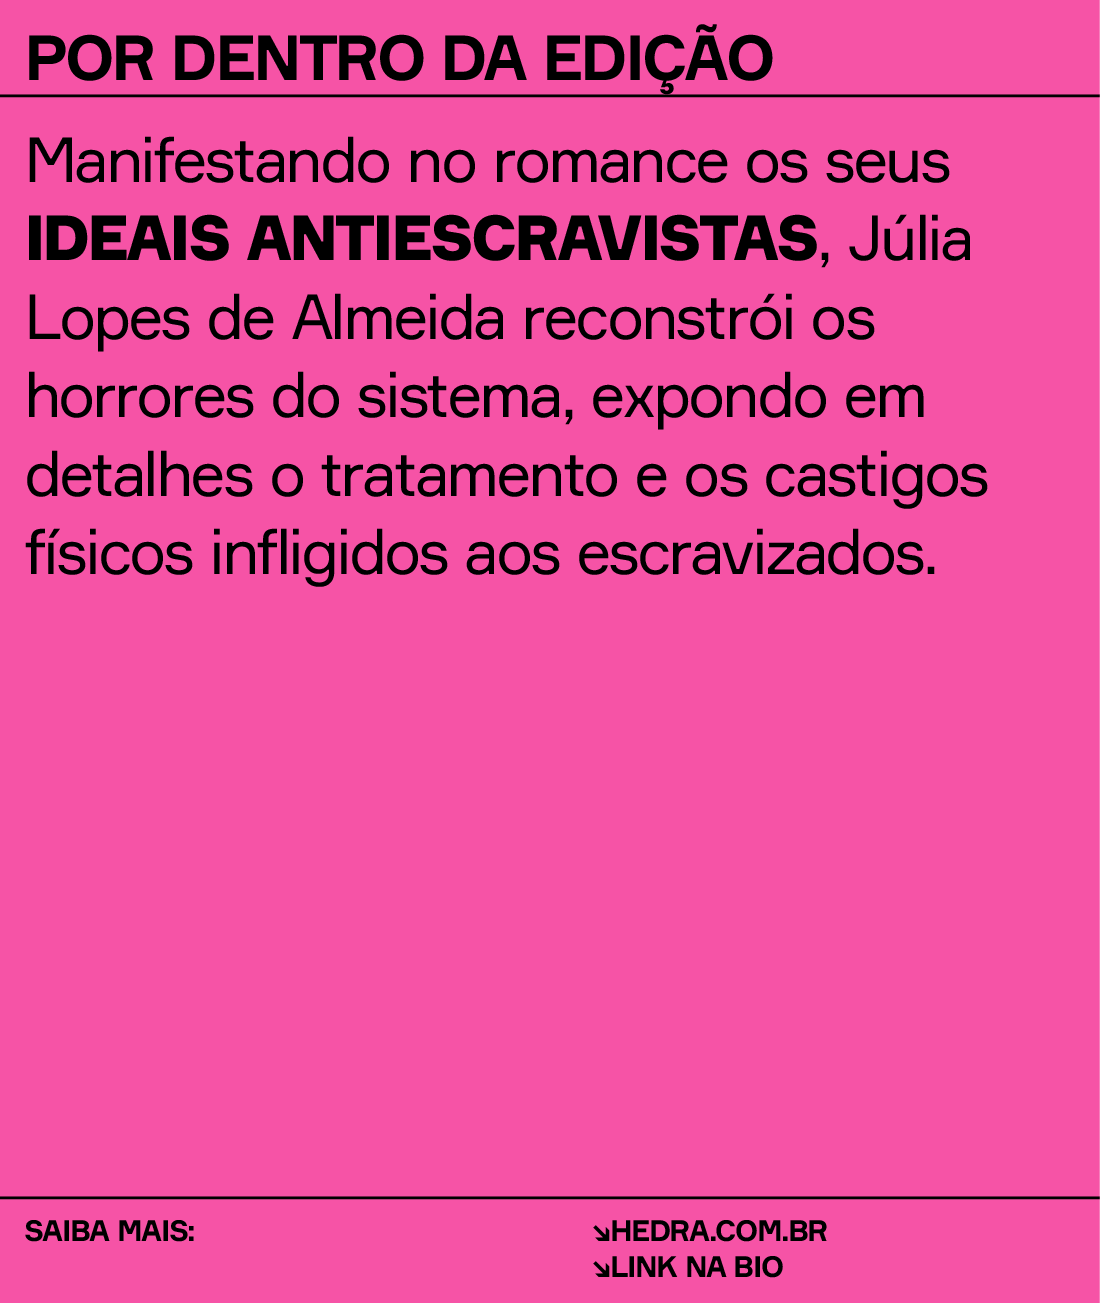 POR DENTRO DA EDIÇÃO
Manifestando no romance os seus
IDEAIS ANTIESCRAVISTAS, Júlia
Lopes de Almeida reconstrói os
horrores do sistema, expondo em
detalhes o tratamento e os castigos
físicos infligidos aos escravizados.
SAIBA MAIS:
↘HEDRA.COM.BR
↘LINK NA BIO